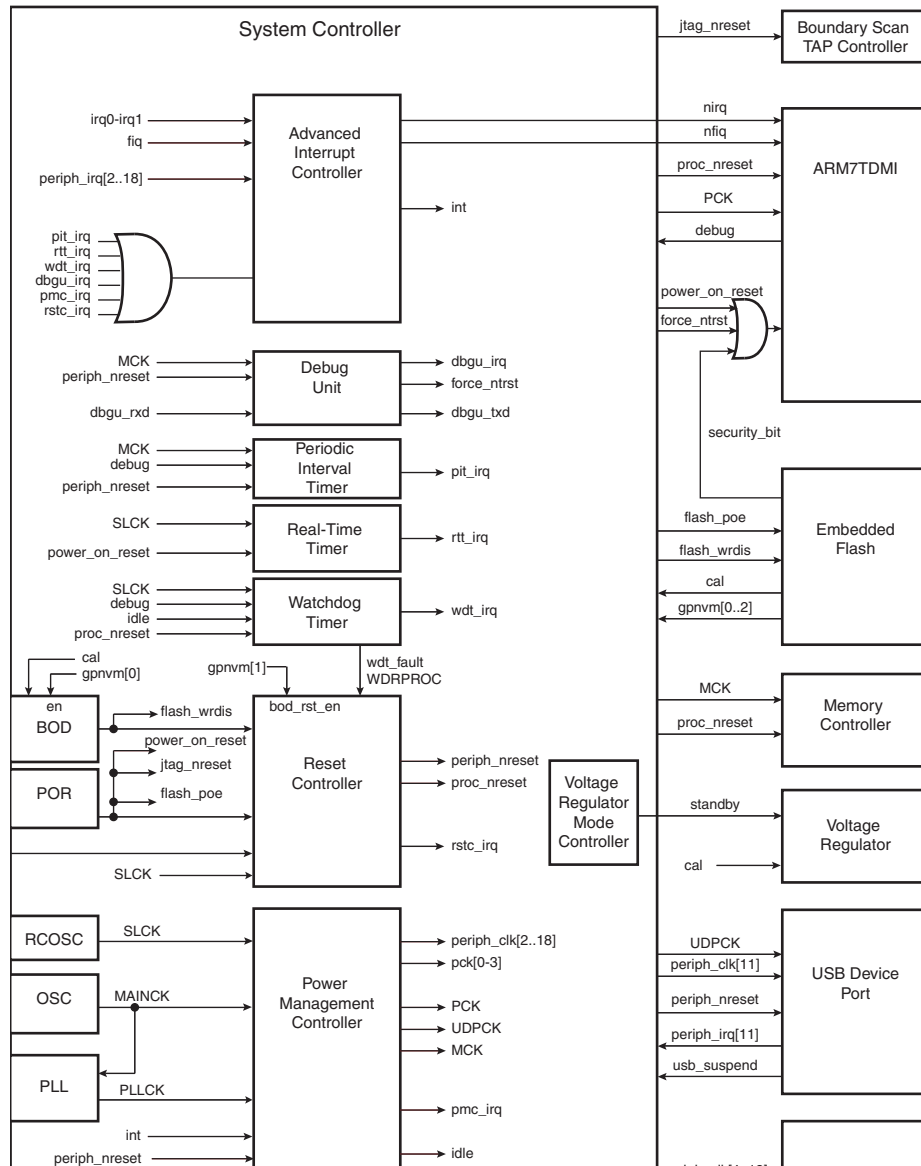 System Controller
jtag_nreset
Boundary Scan
TAP Controller
irq0-irq1
fiq
periph_irq[2..18]
Advanced
Interrupt
Controller
int
nirq
nfiq
proc_nreset
PCK
debug
ARM7TDMI
pit_irq
rtt_irq
wdt_irq
dbgu_irq
pmc_irq
rstc_irq
power_on_reset
force_ntrst
security_bit
MCK
periph_nreset
dbgu_rxd
Debug
Unit
dbgu_irq
force_ntrst
dbgu_txd
MCK
debug
periph_nreset
Periodic
Interval
Timer
pit_irq
SLCK
power_on_reset
Real-Time
Timer
rtt_irq
flash_poe
flash_wrdis
cal
gpnvm[0..2]
Embedded
Flash
SLCK
debug
idle
proc_nreset
Watchdog
Timer
wdt_irq
wdt_fault
WDRPROC
cal
gpnvm[0]
gpnvm[1]
en
BOD
flash_wrdis
power_on_reset
jtag_nreset
flash_poe
POR
bod_rst_en
Reset
Controller
periph_nreset
proc_nreset
rstc_irq
SLCK
MCK
proc_nreset
Memory
Controller
Voltage
Regulator
Mode
Controller
standby
cal
Voltage
Regulator
RCOSC
SLCK
OSC
MAINCK
PLL
PLLCK
int
periph_nreset
Power
Management
Controller
periph_clk[2..18]
pck[0-3]
PCK
UDPCK
MCK
pmc_irq
idle
UDPCK
periph_clk[11]
periph_nreset
periph_irq[11]
usb_suspend
USB Device
Port